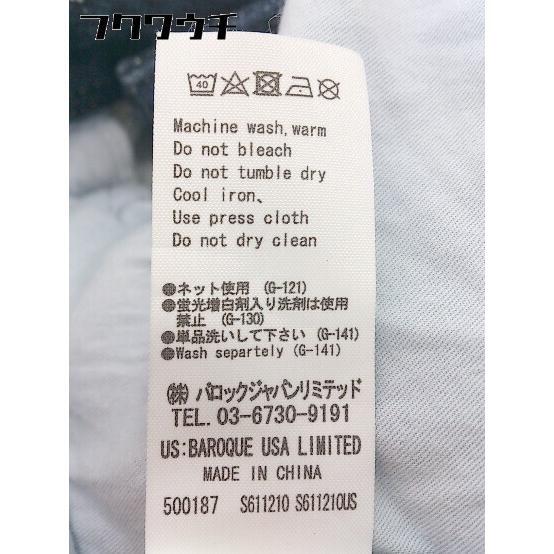 フクワウチ
40
Machine wash,warm
Do not bleach
Do not tumble dry
Cool iron、
Use press cloth
Do not dry clean
●ネット使用 (G-121)
●蛍光増白剤入り洗剤は使用
禁止 (G-130)
●単品洗いして下さい (G-141)
●Wash separtely (G-141)
㈱ バロックジャパンリミテッド
TEL. 03-6730-9191
US:BAROQUE USA LIMITED
MADE IN CHINA
500187 S611210 S611210US